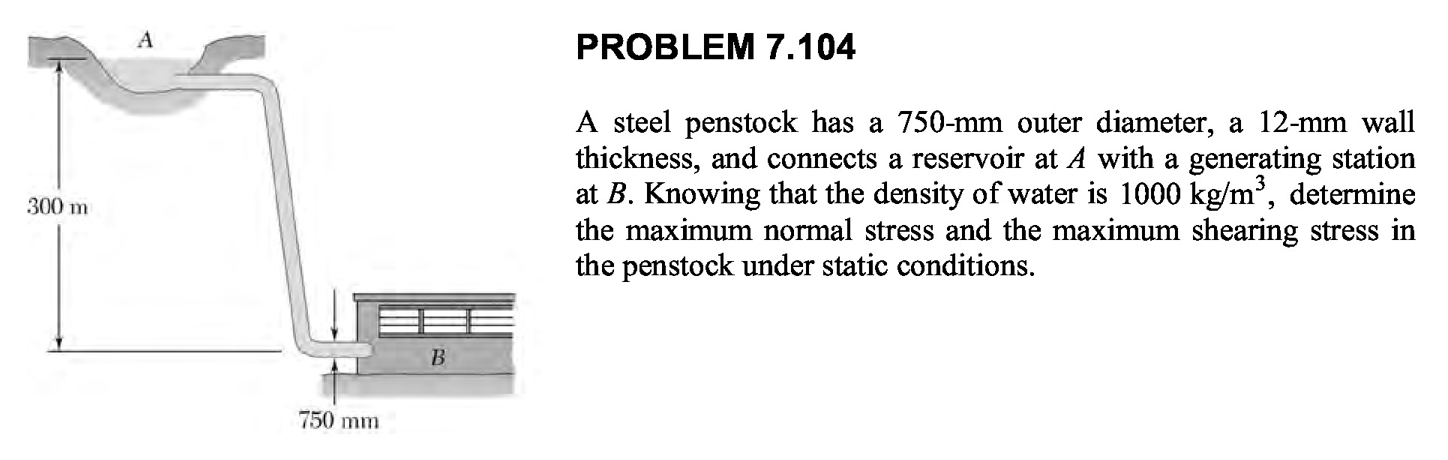 A
300 m
B
750 mm
PROBLEM 7.104
A steel penstock has a 750-mm outer diameter, a 12-mm wall
thickness, and connects a reservoir at A with a generating station
at B. Knowing that the density of water is 1000 kg/m³, determine
the maximum normal stress and the maximum shearing stress in
the penstock under static conditions.